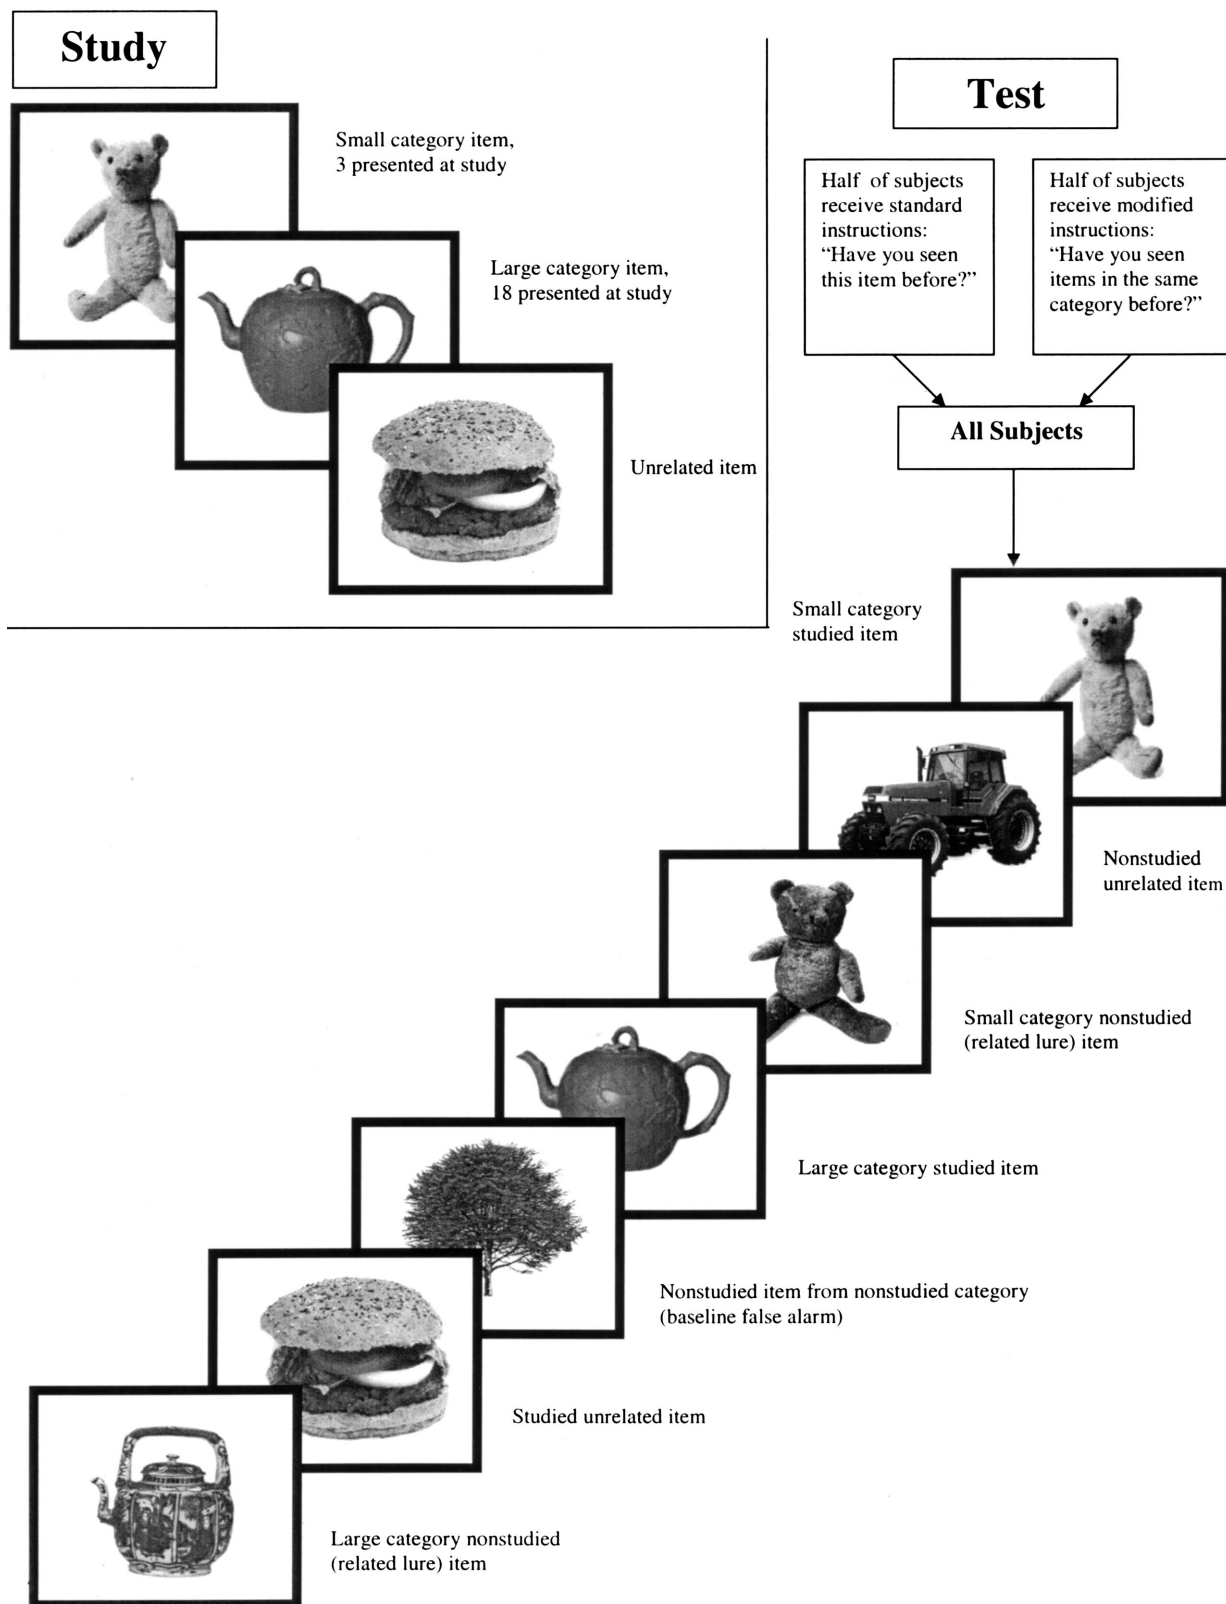 Study
Small category item,
3 presented at study
Large category item,
18 presented at study
Unrelated item
Test
Half of subjects
receive standard
instructions:
“Have you seen
this item before?”
Half of subjects
receive modified
instructions:
“Have you seen
items in the same
category before?”
All Subjects
Small category
studied item
Nonstudied
unrelated item
Small category nonstudied
(related lure) item
Large category studied item
Nonstudied item from nonstudied category
(baseline false alarm)
Studied unrelated item
Large category nonstudied
(related lure) item